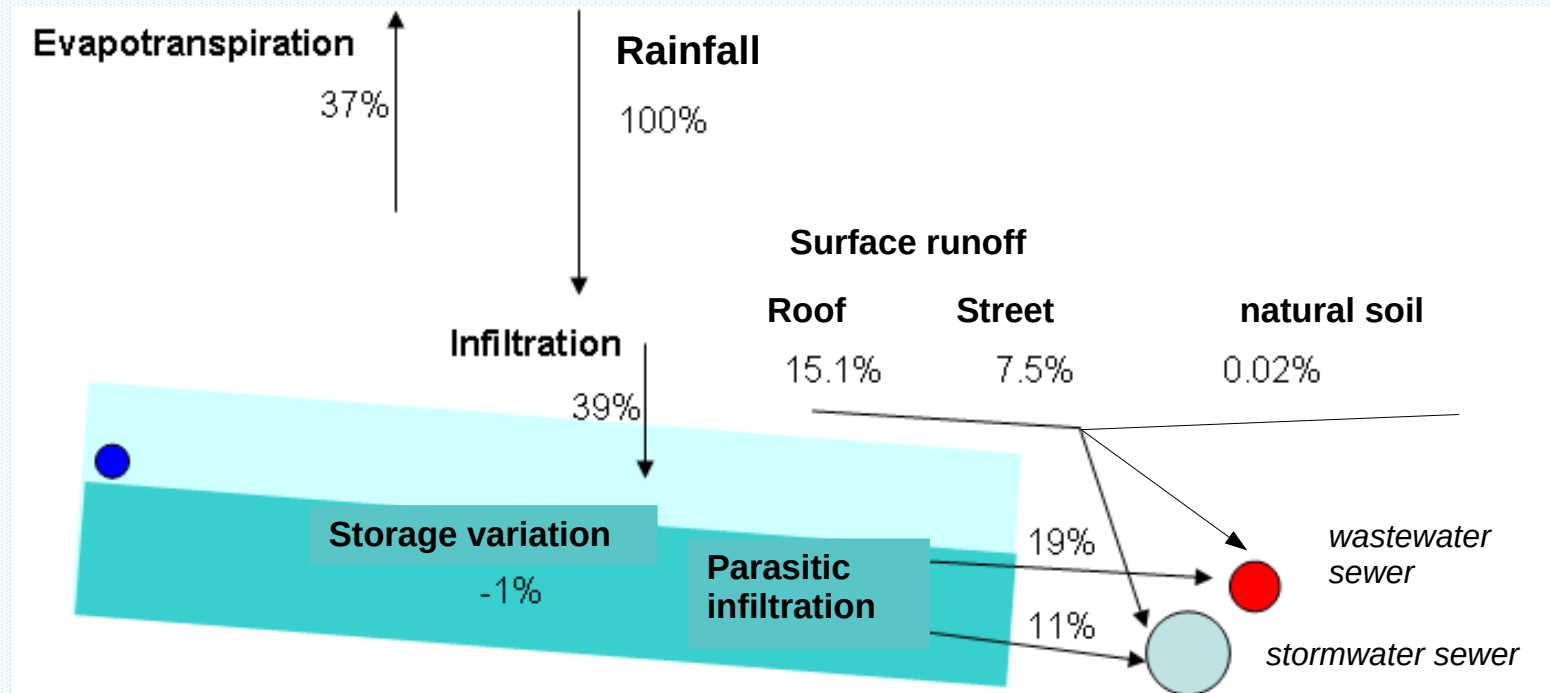 Evapotranspiration
37%
Rainfall
100%
Surface runoff
Roof Street natural soil
15.1% 7.5% 0.02%
Infiltration
39%
Storage variation
-1%
Parasitic
infiltration
19%
11%
wastewater
sewer
stormwater sewer